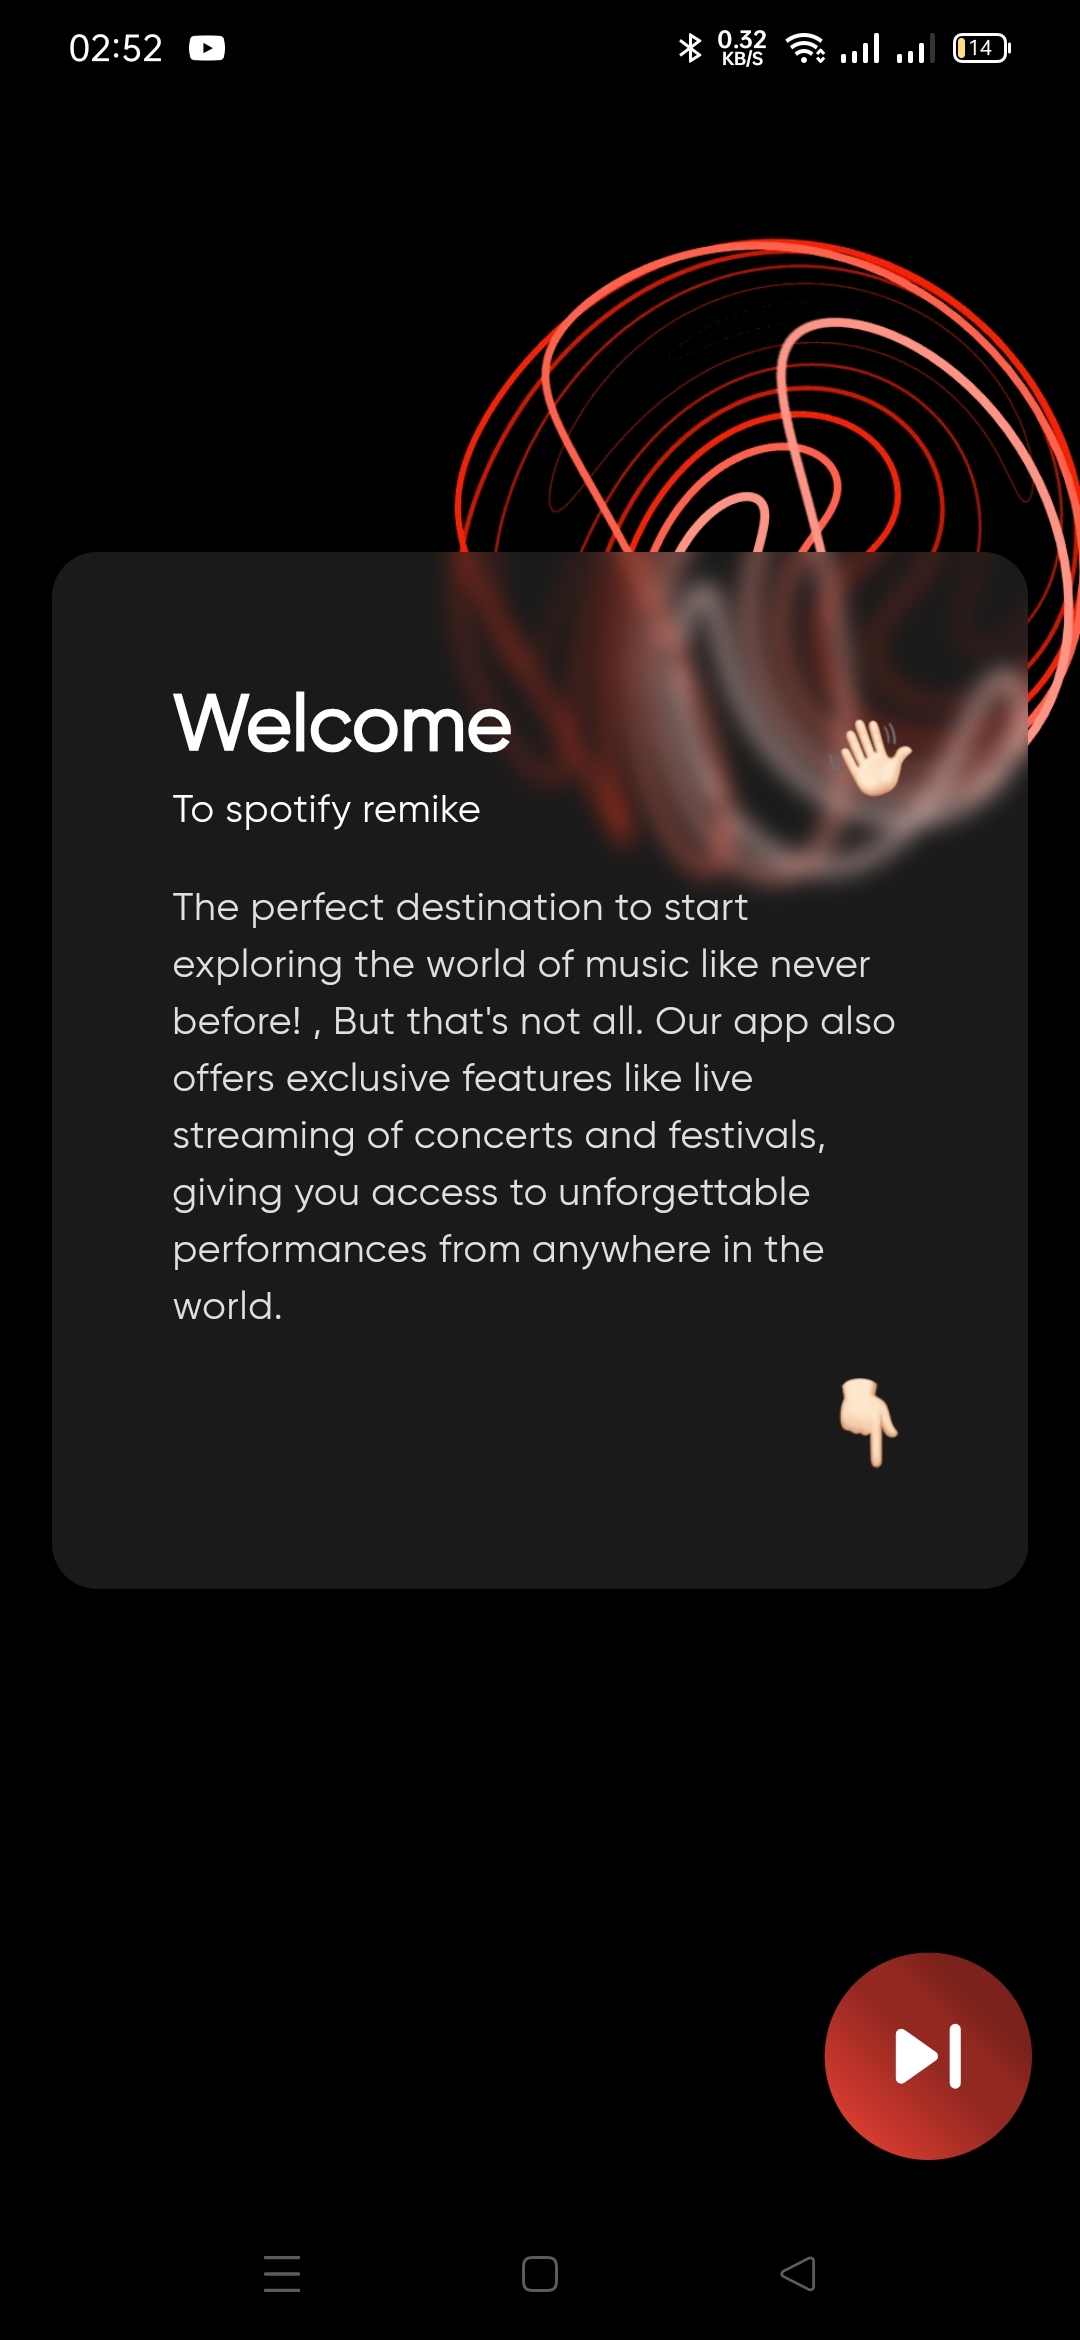 02:52
0.32
KB/S
14
Welcome
To spotify remike
The perfect destination to start
exploring the world of music like never
before! , But that's not all. Our app also
offers exclusive features like live
streaming of concerts and festivals,
giving you access to unforgettable
performances from anywhere in the
world.